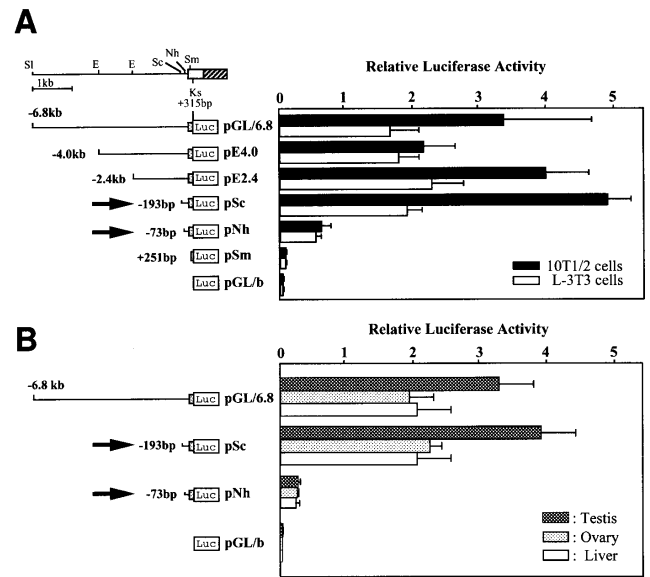 A
Nh
Sc
Sm
SI
E
E
1kb
Ks
+315bp
Relative Luciferase Activity
0 1 2 3 4 5
-6.8kb Luc pGL/6.8
-4.0kb Luc pE4.0
-2.4kb Luc pE2.4
-193bp Luc pSc
-73bp Luc pNh
+251bp Luc pSm
Luc pGL/b
10T1/2 cells
L-3T3 cells
B
Relative Luciferase Activity
0 1 2 3 4 5
-6.8 kb Luc pGL/6.8
-193bp Luc pSc
-73bp Luc pNh
Luc pGL/b
: Testis
: Ovary
: Liver